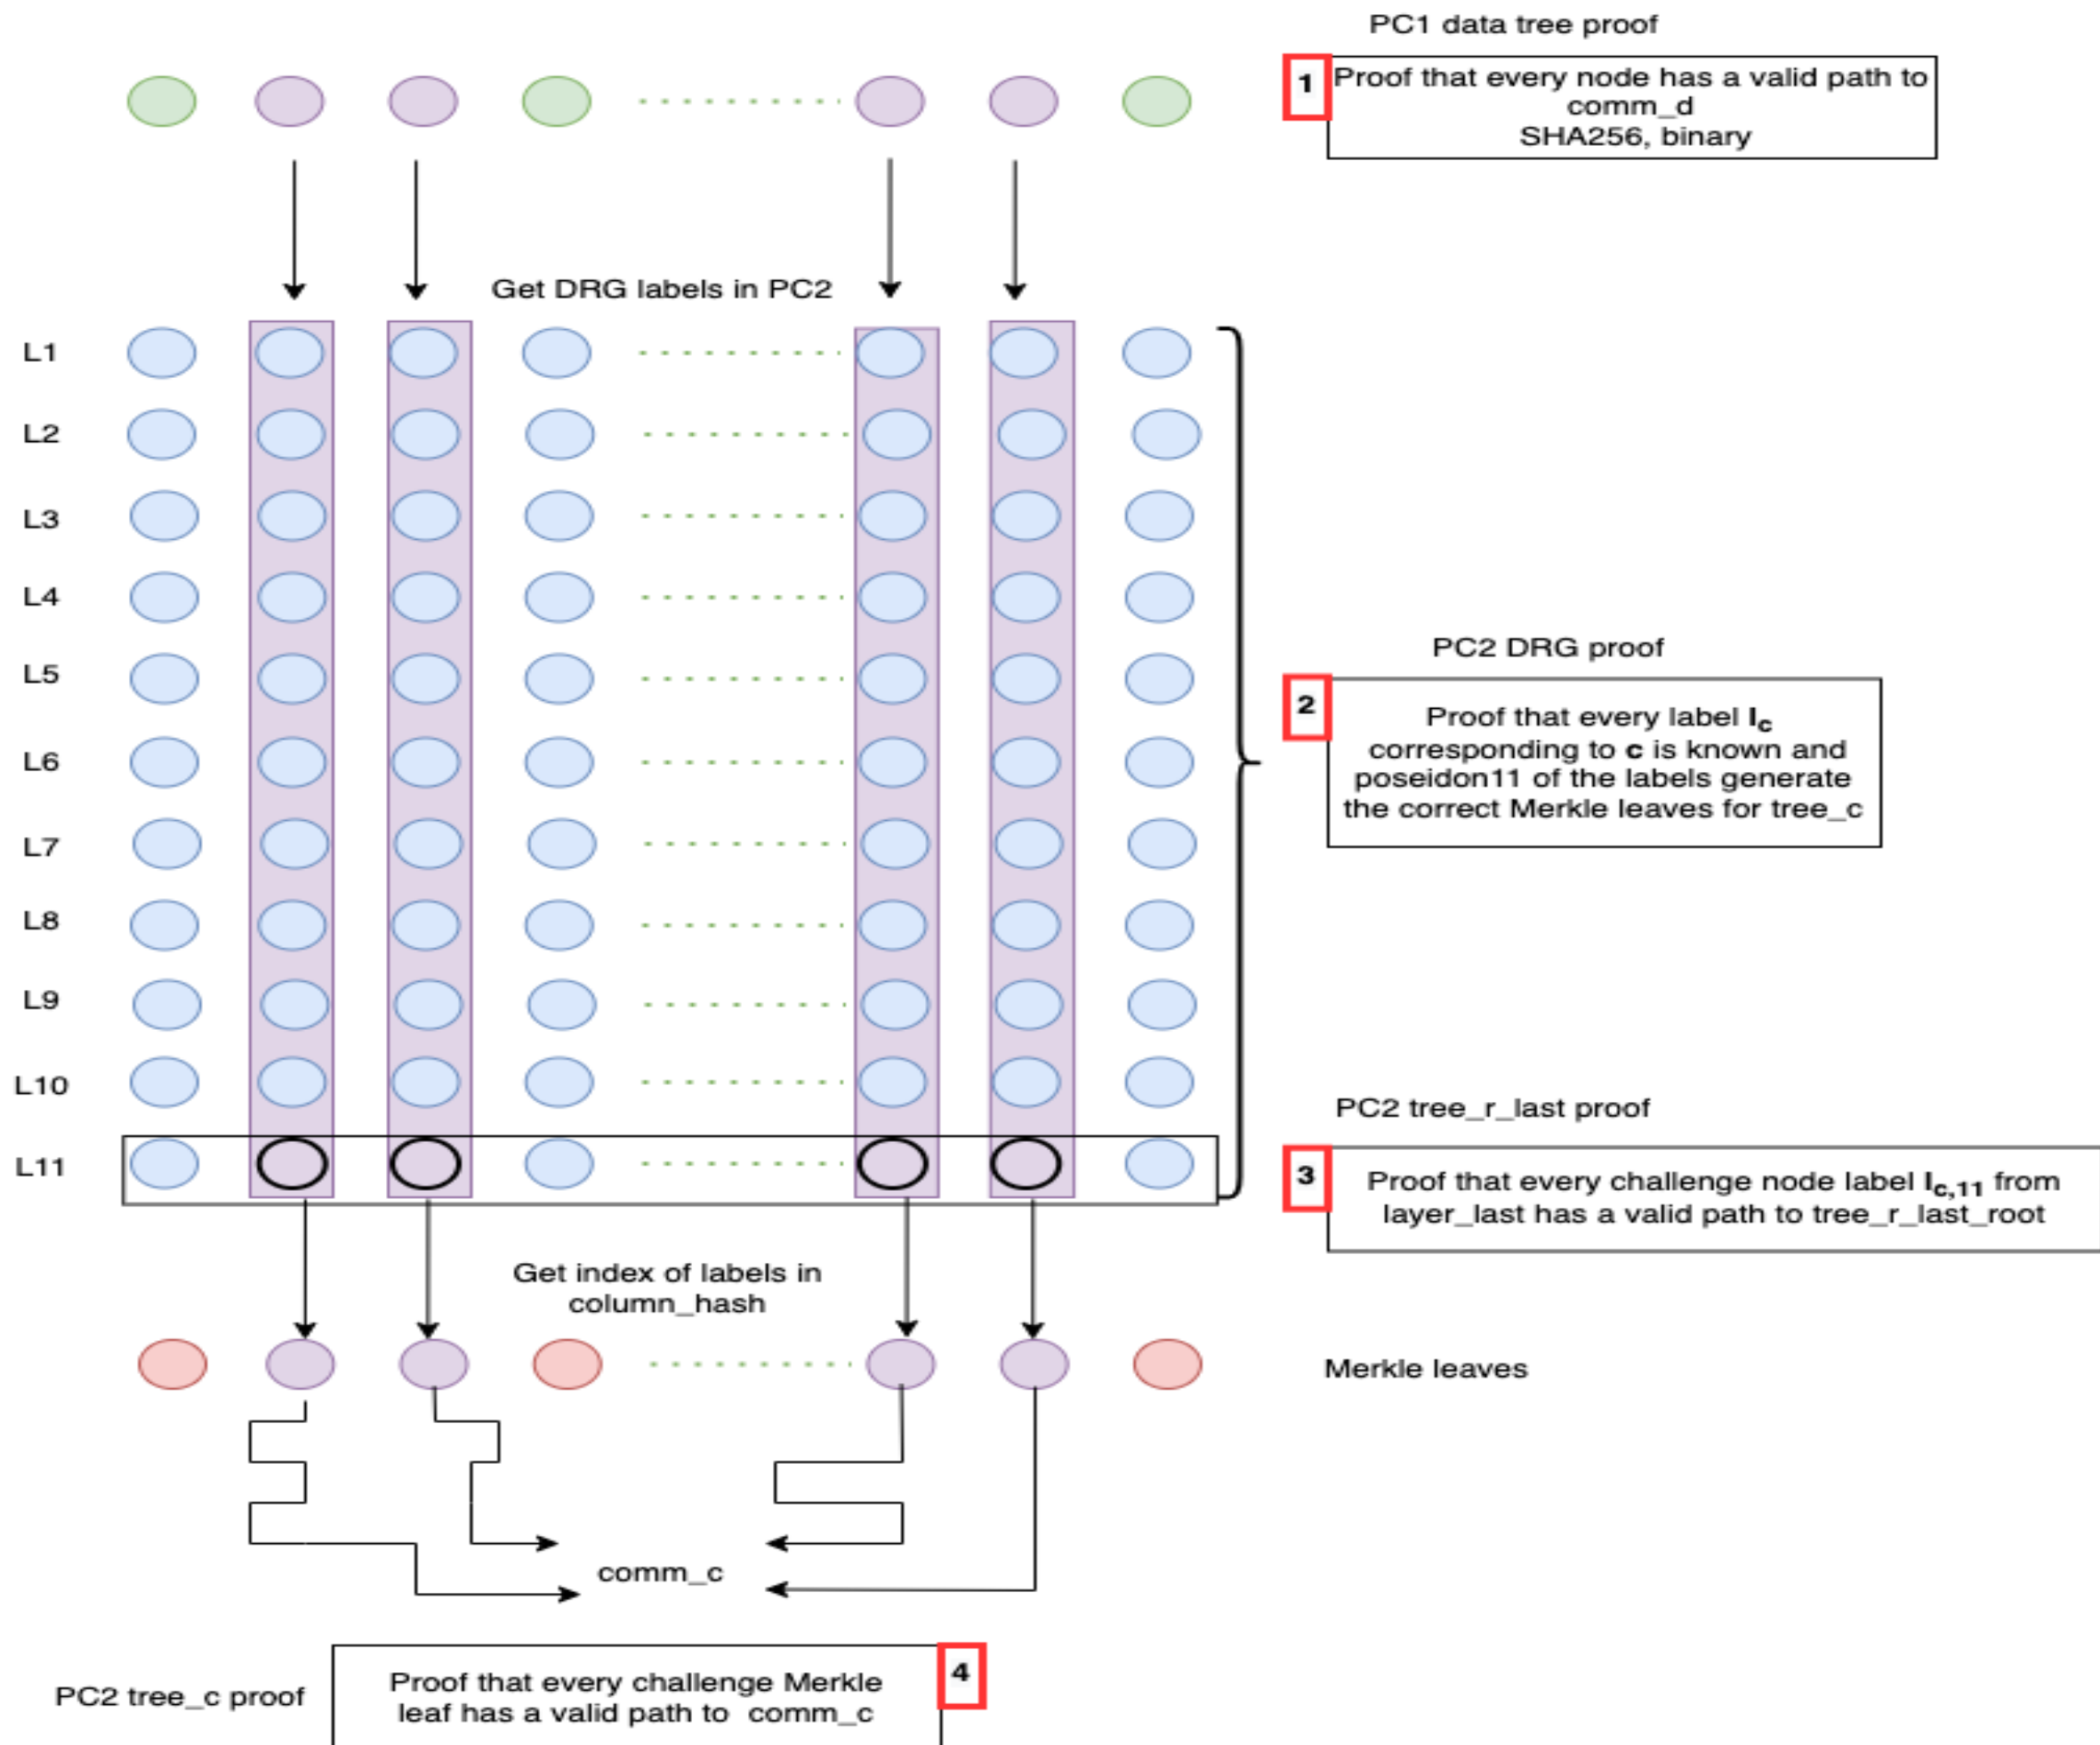 PC1 data tree proof
1
Proof that every node has a valid path to
comm_d
SHA256, binary
Get DRG labels in PC2
L1
L2
L3
L4
L5
PC2 DRG proof
2
Proof that every label lc
corresponding to c is known and
poseidon11 of the labels generate
the correct Merkle leaves for tree_c
L6
L7
L8
L9
L10
PC2 tree_r_last proof
L11
3
Proof that every challenge node label lc,11 from
layer_last has a valid path to tree_r_last_root
Get index of labels in
column_hash
Merkle leaves
comm_c
PC2 tree_c proof
Proof that every challenge Merkle
leaf has a valid path to comm_c
4